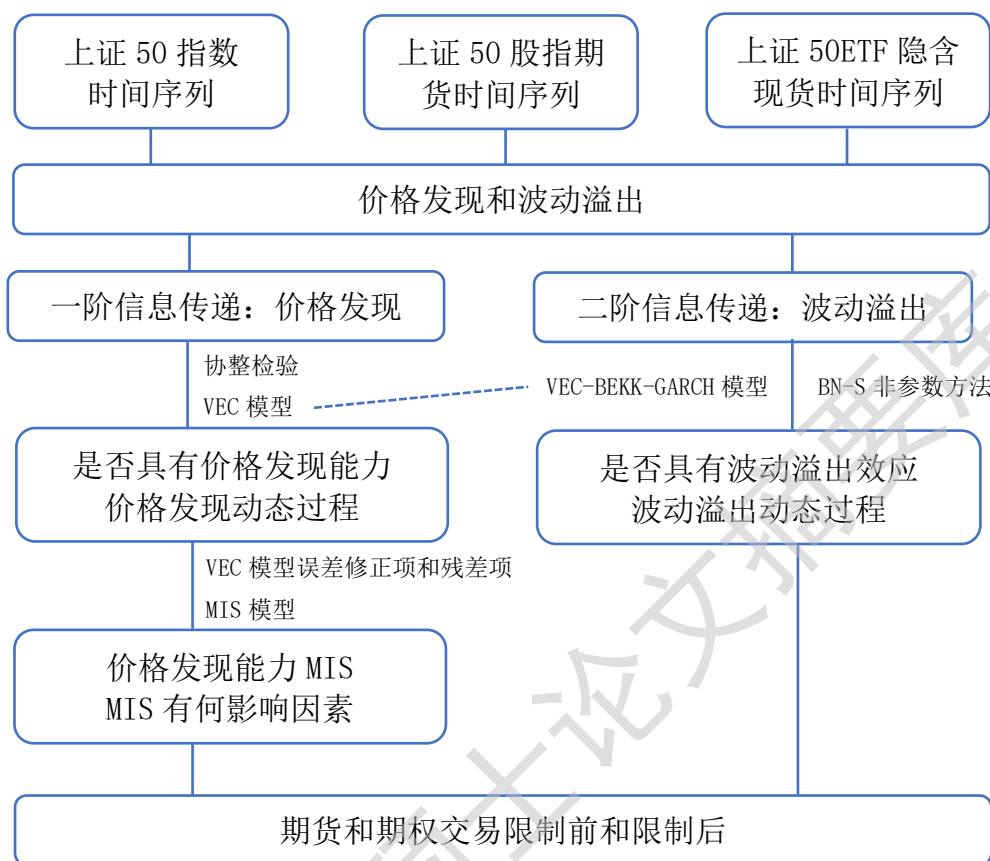 上证 50 指数
时间序列
上证 50 股指期
货时间序列
上证 50ETF 隐含
现货时间序列
价格发现和波动溢出
一阶信息传递：价格发现
二阶信息传递：波动溢出
协整检验
VEC 模型
VEC-BEKK-GARCH 模型
BN-S 非参数方法
是否具有价格发现能力
价格发现动态过程
是否具有波动溢出效应
波动溢出动态过程
VEC 模型误差修正项和残差项
MIS 模型
价格发现能力 MIS
MIS 有何影响因素
期货和期权交易限制前和限制后
士论文摘要库